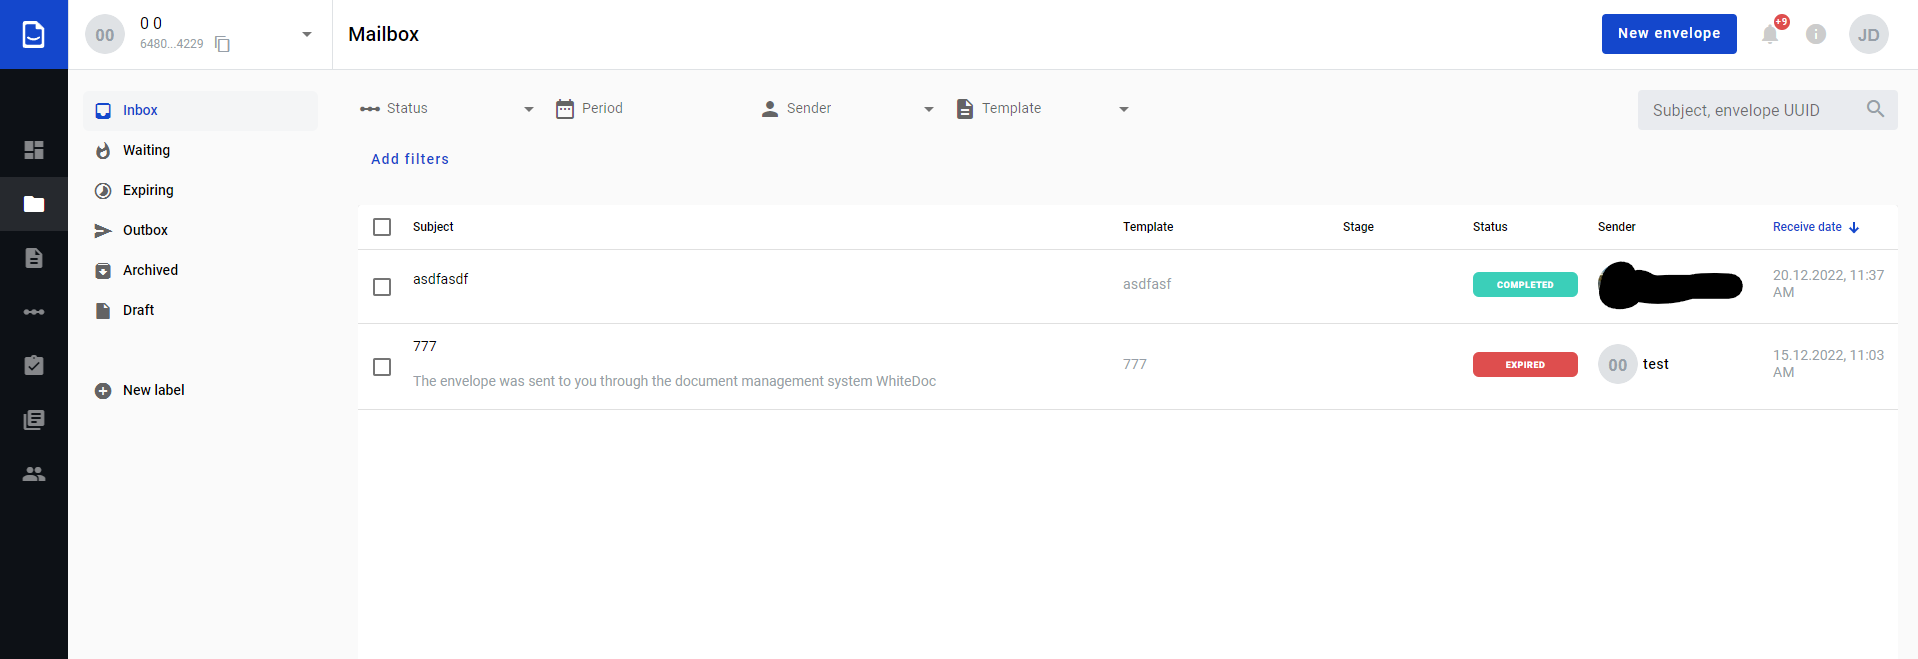 00
0 0
6480...4229
Mailbox
New envelope
+9
i
JD
Inbox
Waiting
Expiring
Outbox
Archived
Draft
New label
Status
Period
Sender
Template
Subject, envelope UUID
Add filters
Subject
Template
Stage
Status
Sender
Receive date
asdfasdf
asdfasf
COMPLETED
20.12.2022, 11:37
AM
777
The envelope was sent to you through the document management system WhiteDoc
777
EXPIRED
00
test
15.12.2022, 11:03
AM